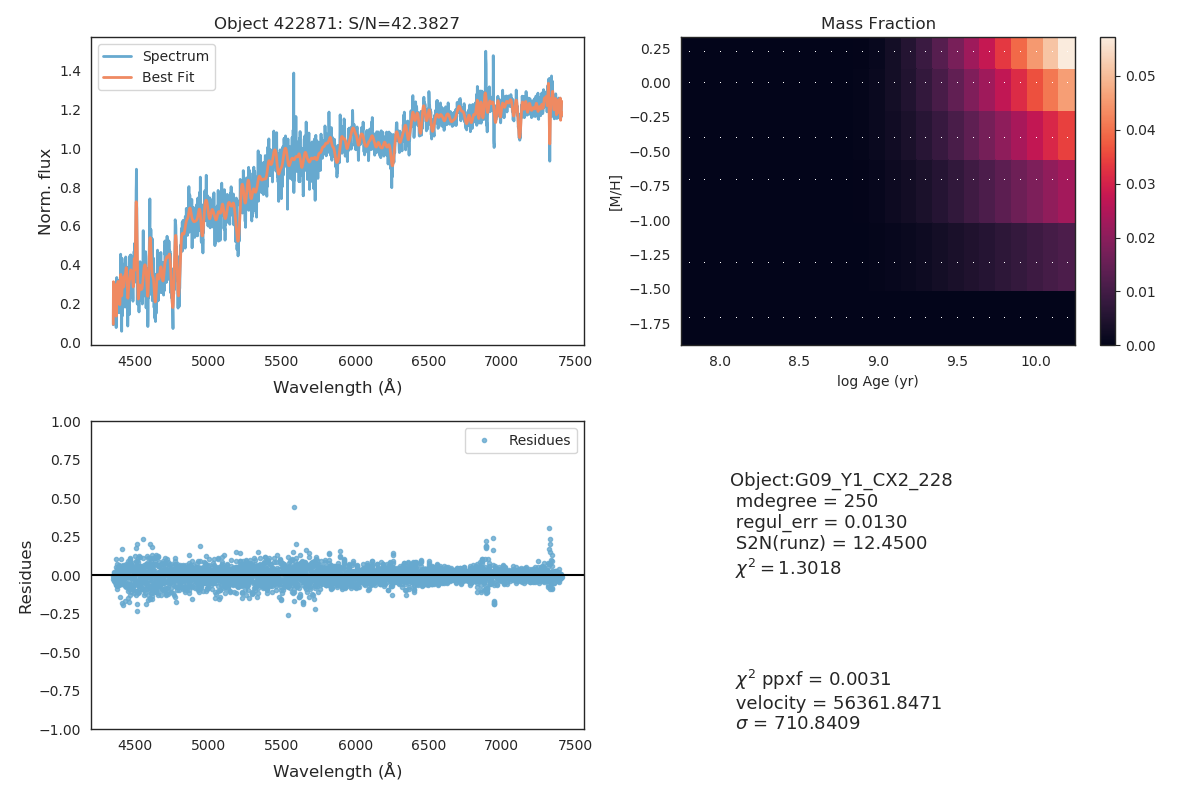 Object 422871: S/N=42.3827
Spectrum
Best Fit
Norm. flux
1.4
1.2
1.0
0.8
0.6
0.4
0.2
0.0
4500 5000 5500 6000 6500 7000 7500
Wavelength (Å)
Mass Fraction
[M/H]
0.25
0.00
−0.25
−0.50
−0.75
−1.00
−1.25
−1.50
−1.75
8.0 8.5 9.0 9.5 10.0
log Age (yr)
0.05
0.04
0.03
0.02
0.01
0.00
Residues
Residues
1.00
0.75
0.50
0.25
0.00
−0.25
−0.50
−0.75
−1.00
4500 5000 5500 6000 6500 7000 7500
Wavelength (Å)
Object:G09_Y1_CX2_228
mdegree = 250
regul_err = 0.0130
S2N(runz) = 12.4500
χ² = 1.3018
χ² ppxf = 0.0031
velocity = 56361.8471
σ = 710.8409